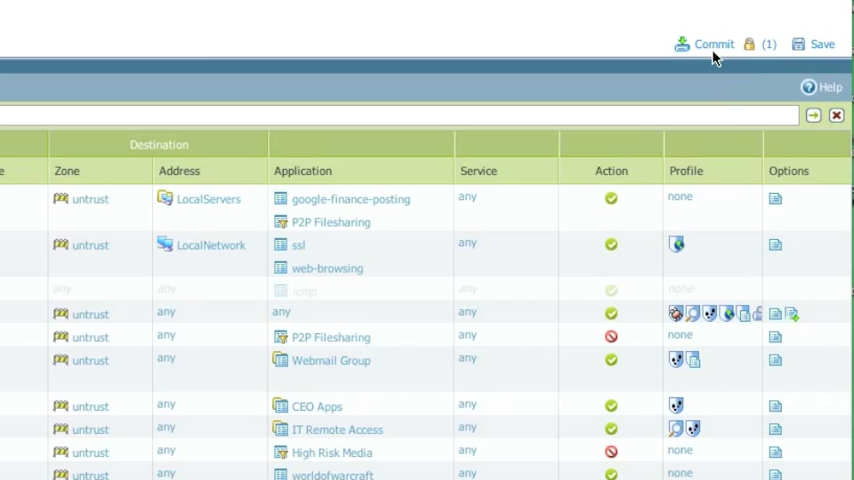 Commit (1) Save
Help
Destination
e Zone Address Application Service Action Profile Options
untrust LocalServers google-finance-posting any none
P2P Filesharing
untrust LocalNetwork ssl any
web-browsing
any any icmp any none
untrust any any any
untrust any P2P Filesharing any none
untrust any Webmail Group any
untrust any CEO Apps any
untrust any IT Remote Access any
untrust any High Risk Media any none
untrust any worldofwarcraft any none